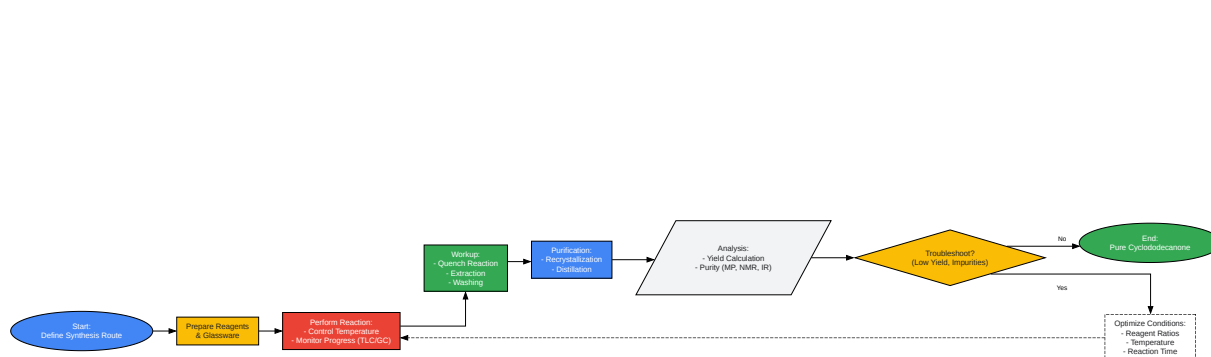 Start:
Define Synthesis Route
Prepare Reagents
& Glassware
Perform Reaction:
- Control Temperature
- Monitor Progress (TLC/GC)
Workup:
- Quench Reaction
- Extraction
- Washing
Purification:
- Recrystallization
- Distillation
Analysis:
- Yield Calculation
- Purity (MP, NMR, IR)
Troubleshoot?
(Low Yield, Impurities)
No
End:
Pure Cyclododecanone
Yes
Optimize Conditions:
- Reagent Ratios
- Temperature
- Reaction Time